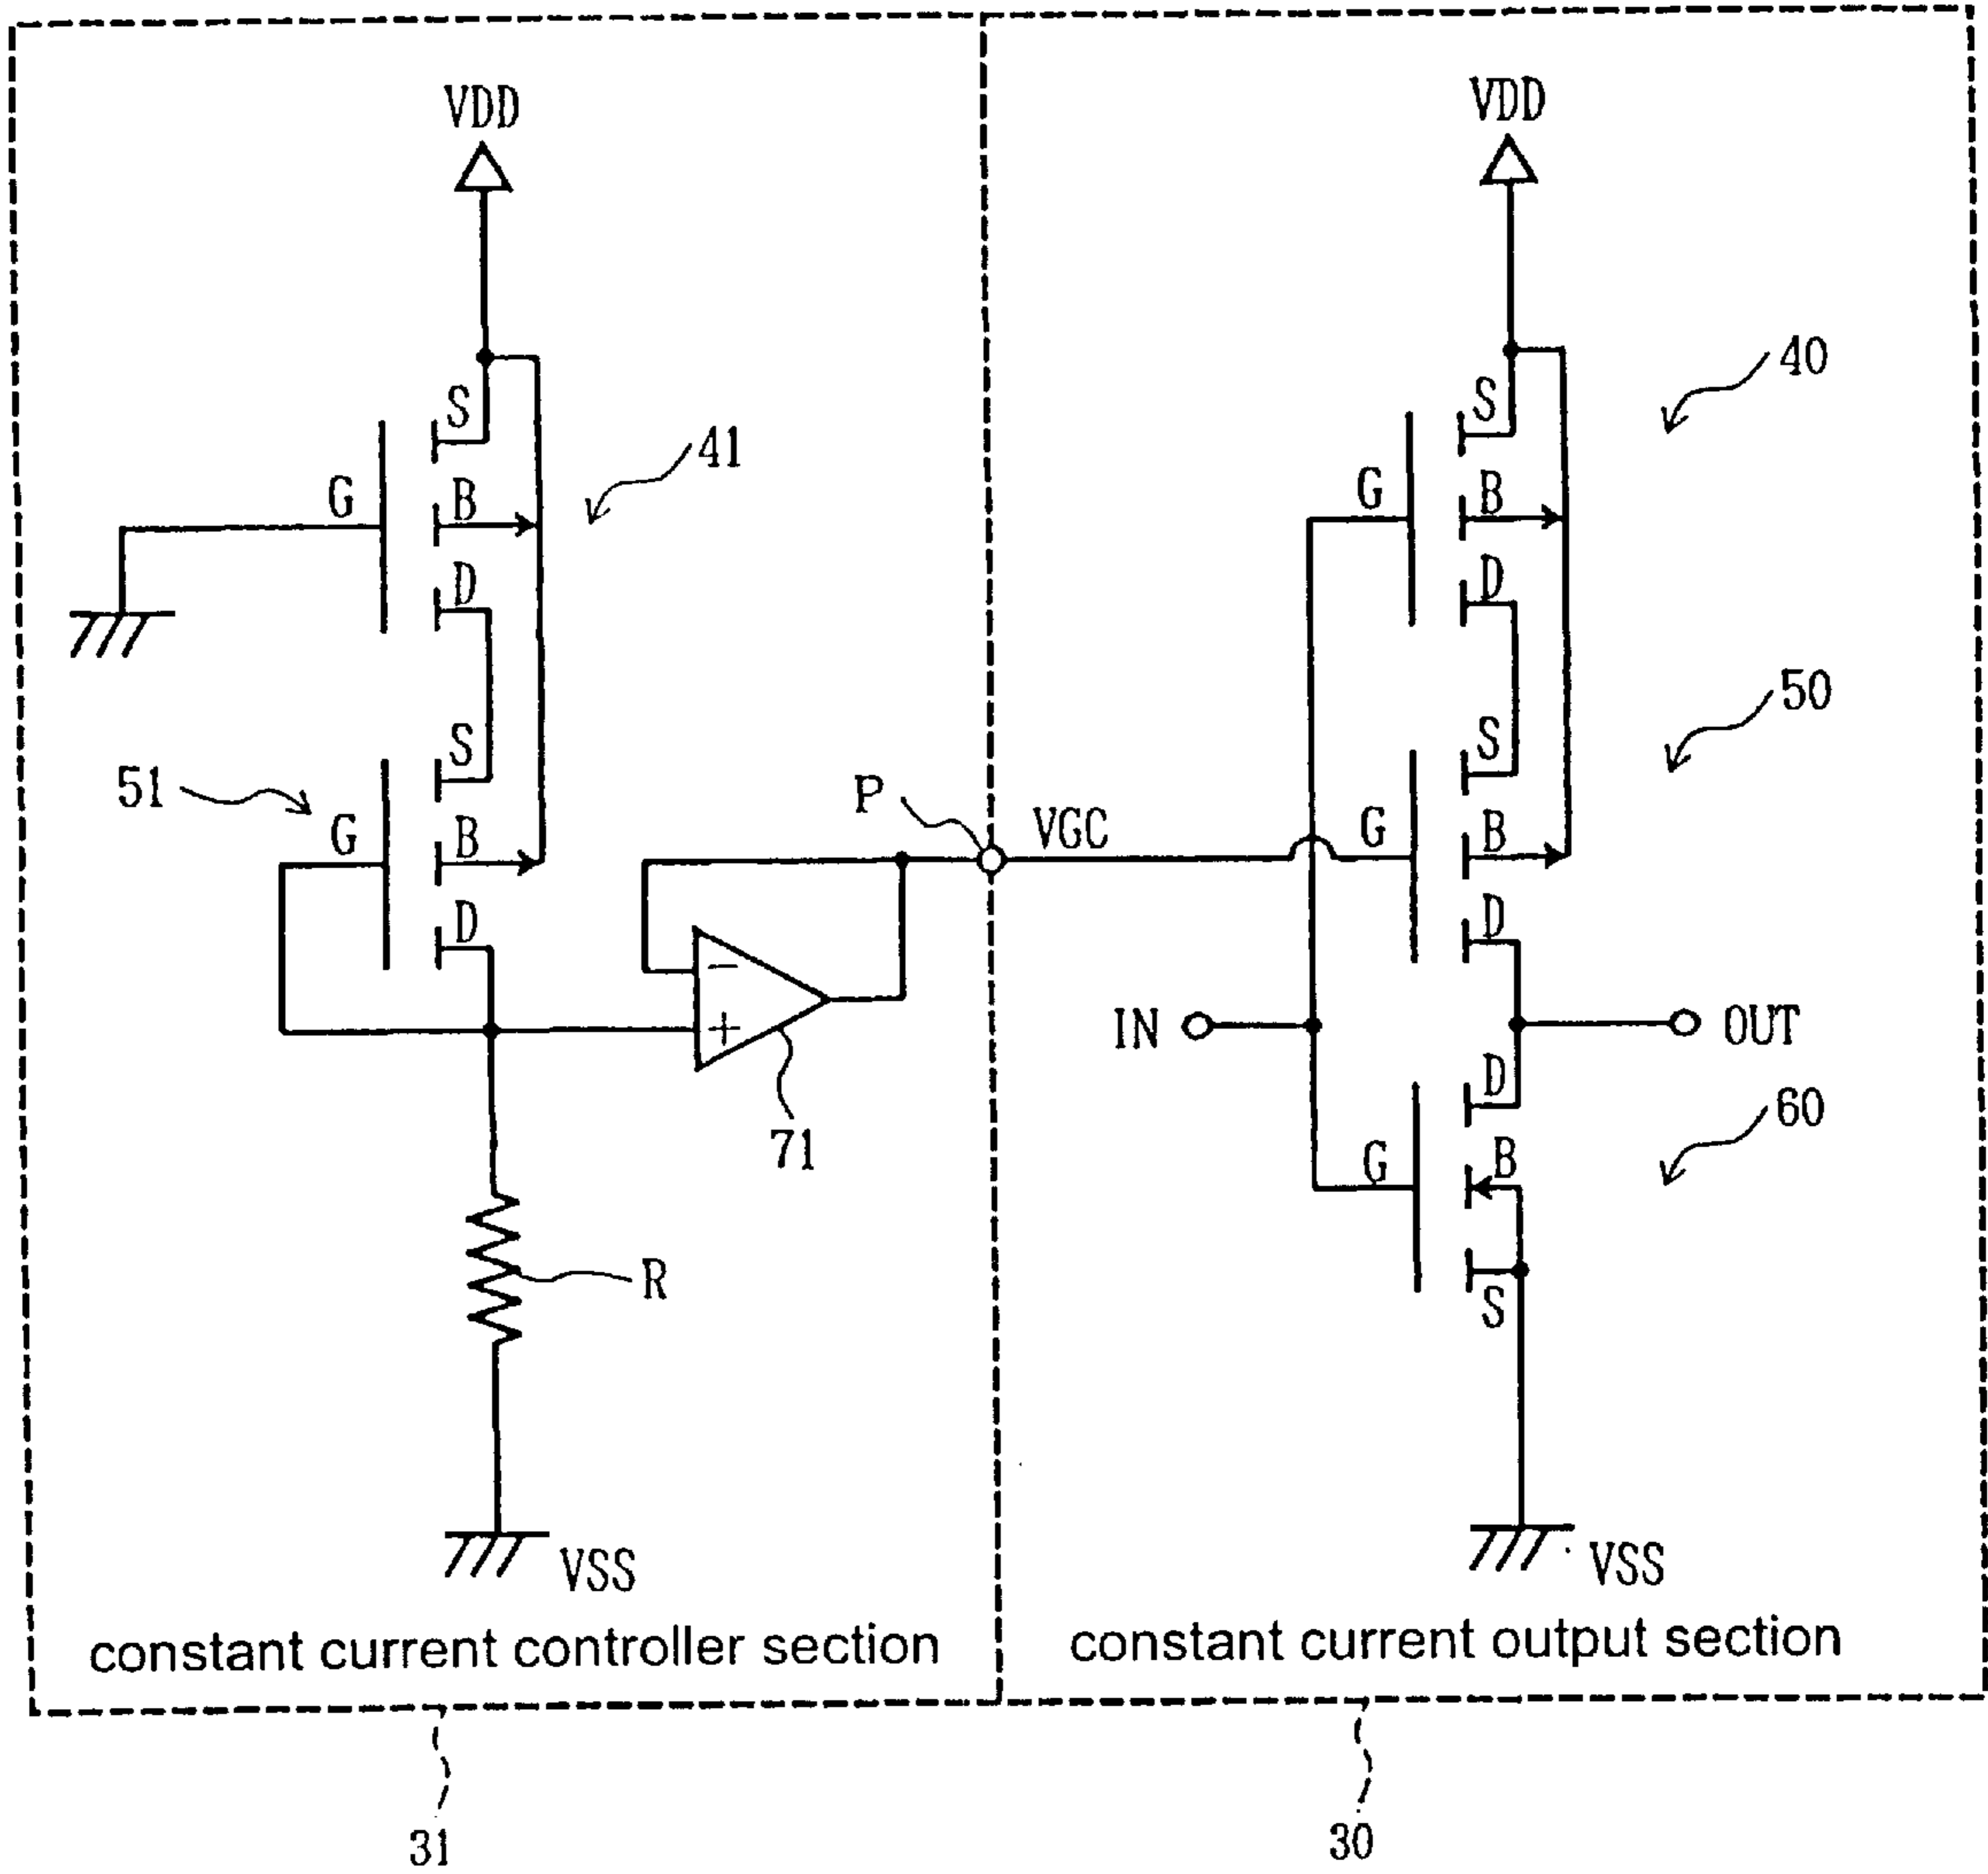 VDD
VDD
S
S
40
41
G
G
B
B
D
D
S
S
50
51
P
VGC
G
G
B
B
D
D
−
+
IN
OUT
71
D
60
G
B
R
S
VSS
VSS
constant current controller section
constant current output section
31
30